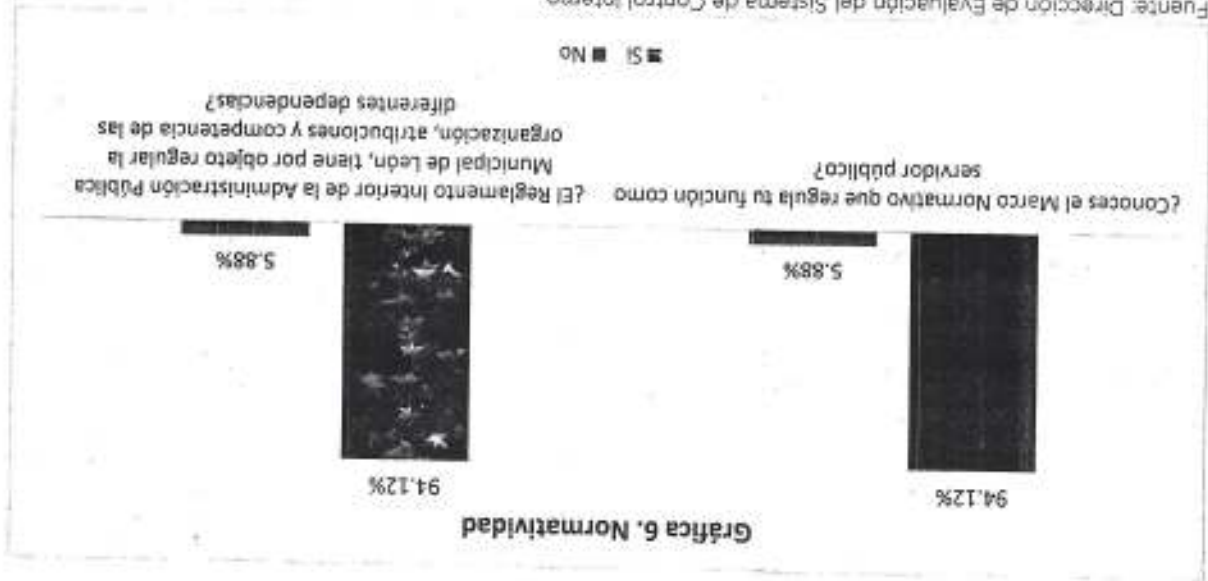 Gráfica 6. Normatividad
94.12%
94.12%
5.88%
5.88%
¿Conoces el Marco Normativo que regula tu función como
servidor público?
¿El Reglamento Interior de la Administración Pública
Municipal de León, tiene por objeto regular la
organización, atribuciones y competencia de las
diferentes dependencias?
Si No
Fuente: Dirección de Evaluación del Sistema de Control Interno